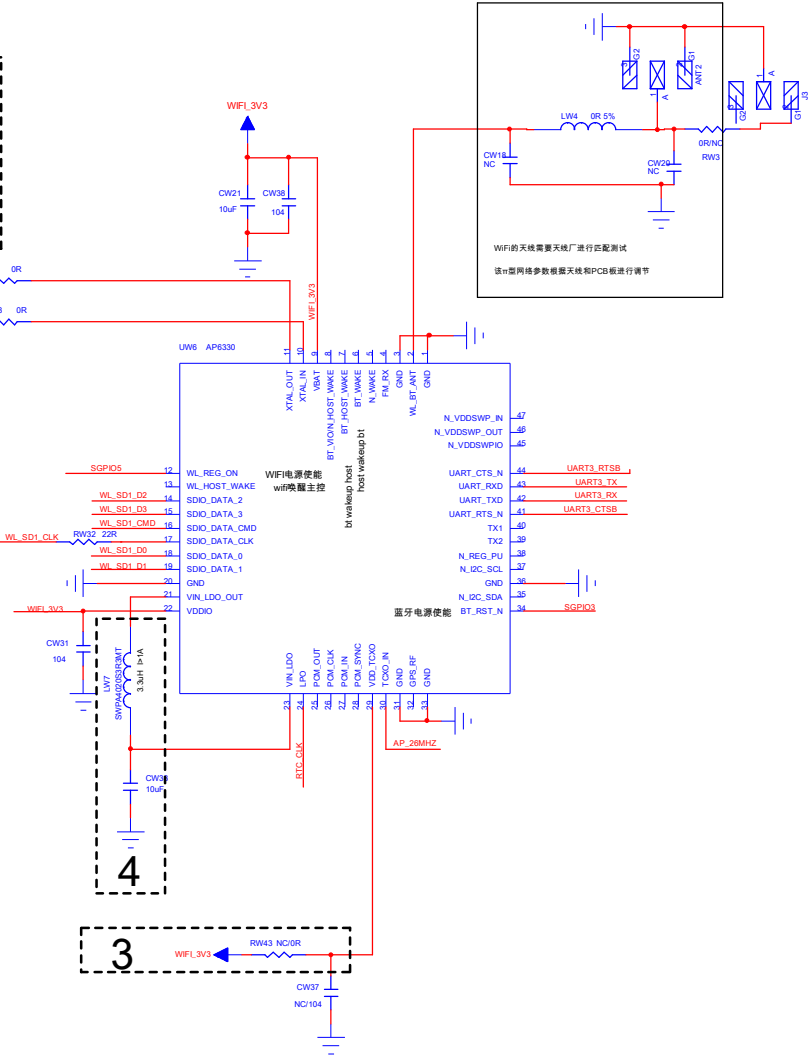 WIFI_3V3
CW21
10uF
CW38
104
WIFI_3V3
0R
0R
G2
1
A
G1
ANT2
1
A
G2
G1
J3
LW4 0R 5%
CW18
NC
CW20
NC
0R/NC
RW3
WiFi的天线需要天线厂进行匹配测试
该π型网络参数根据天线和PCB板进行调节
UW6 AP6330
11
10
9
8
7
6
5
4
3
2
1
XTAL_OUT
XTAL_IN
VBAT
BT_VIO/N_HOST_WAKE
BT_HOST_WAKE
BT_WAKE
N_WAKE
FM_RX
GND
WL_BT_ANT
GND
WIFI电源使能
wifi唤醒主控
bt wakeup host
host wakeup bt
蓝牙电源使能
SGPIO5 12 WL_REG_ON
13 WL_HOST_WAKE
WL_SD1_D2 14 SDIO_DATA_2
WL_SD1_D3 15 SDIO_DATA_3
WL_SD1_CMD 16 SDIO_DATA_CMD
WL_SD1_CLK RW32 22R 17 SDIO_DATA_CLK
WL_SD1_D0 18 SDIO_DATA_0
WL_SD1_D1 19 SDIO_DATA_1
20 GND
21 VIN_LDO_OUT
WIFI_3V3 22 VDDIO
N_VDDSWP_IN 47
N_VDDSWP_OUT 46
N_VDDSWPIO 45
UART_CTS_N 44 UART3_RTSB
UART_RXD 43 UART3_TX
UART_TXD 42 UART3_RX
UART_RTS_N 41 UART3_CTSB
TX1 40
TX2 39
N_REG_PU 38
N_I2C_SCL 37
GND 36
N_I2C_SDA 35
BT_RST_N 34 SGPIO3
VIN_LDO
LPO
PCM_OUT
PCM_CLK
PCM_IN
PCM_SYNC
VDD_TCXO
TCXO_IN
GND
GPS_RF
GND
23
24
25
26
27
28
29
30
31
32
33
CW31
104
LW7
SWPA4020S3R3MT
3.3uH I>1A
RTC_CLK
AP_26MHZ
10uF
4
3
WIFI_3V3
RW43 NC/0R
CW37
NC/104